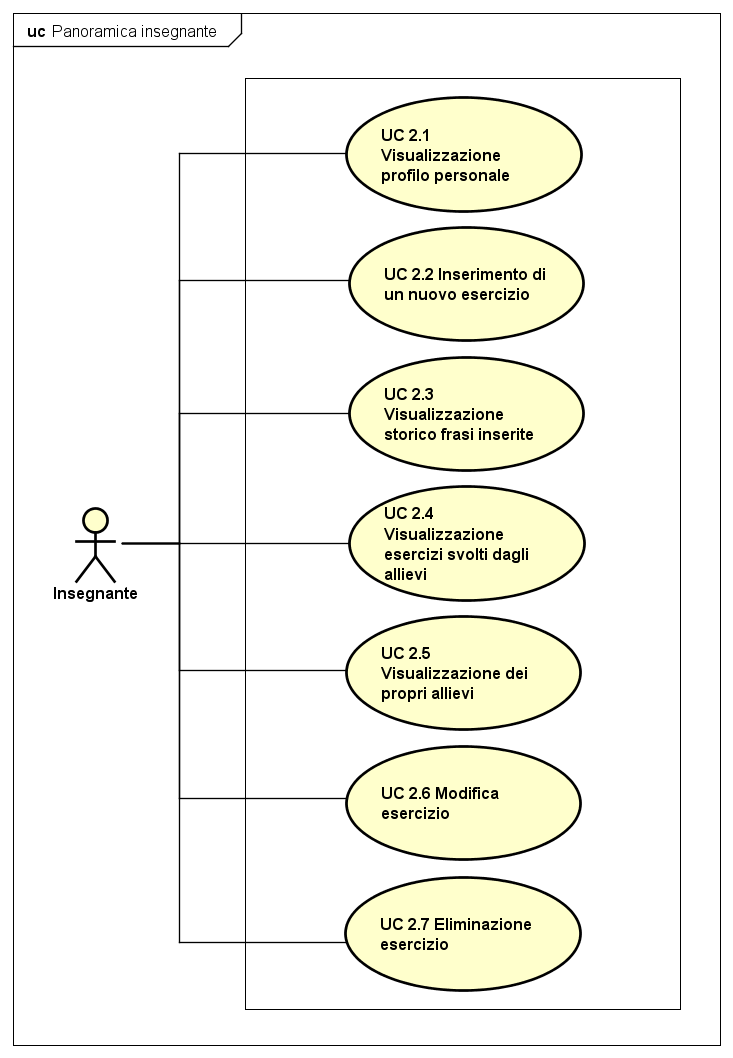 uc Panoramica insegnante
UC 2.1
Visualizzazione
profilo personale
UC 2.2 Inserimento di
un nuovo esercizio
UC 2.3
Visualizzazione
storico frasi inserite
UC 2.4
Visualizzazione
esercizi svolti dagli
allievi
Insegnante
UC 2.5
Visualizzazione dei
propri allievi
UC 2.6 Modifica
esercizio
UC 2.7 Eliminazione
esercizio